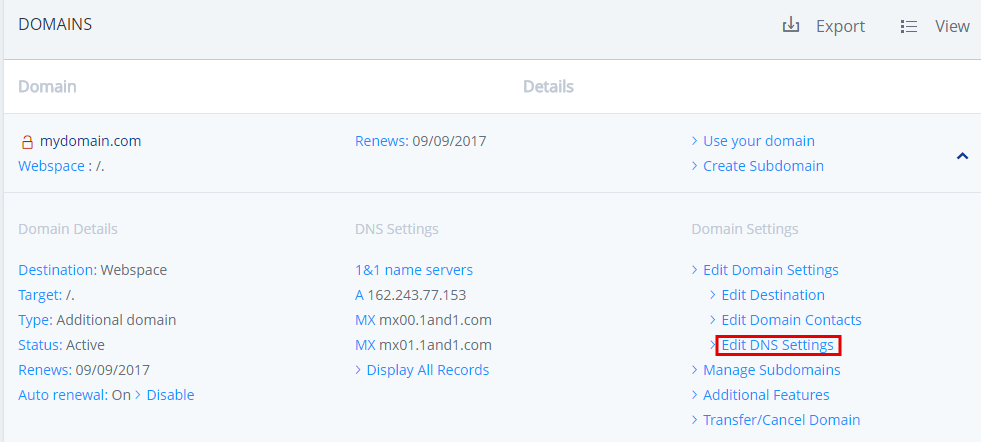 DOMAINS
Export
View
Domain
Details
mydomain.com
Renews: 09/09/2017
Use your domain
Webspace : /.
Create Subdomain
Domain Details
DNS Settings
Domain Settings
Destination: Webspace
1&1 name servers
Edit Domain Settings
Target: /.
A 162.243.77.153
Edit Destination
Type: Additional domain
MX mx00.1and1.com
Edit Domain Contacts
Status: Active
MX mx01.1and1.com
Edit DNS Settings
Renews: 09/09/2017
Display All Records
Manage Subdomains
Auto renewal: On > Disable
Additional Features
Transfer/Cancel Domain